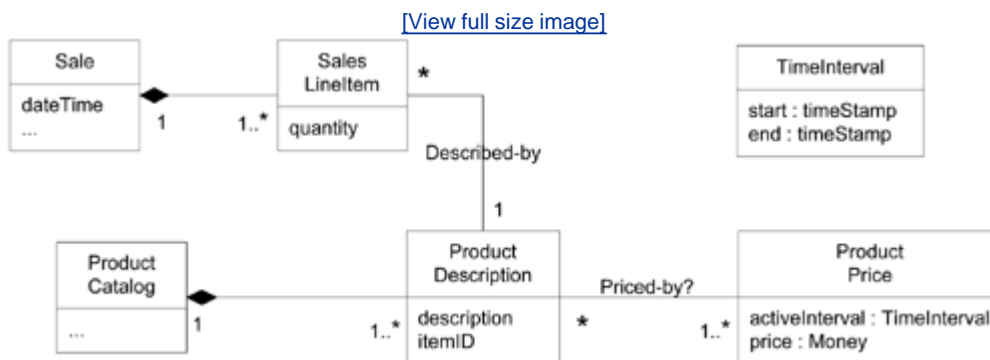 [View full size image]
Sale
dateTime
...
1
1..*
Sales
LineItem
quantity
*
Described-by
1
TimeInterval
start : timeStamp
end : timeStamp
Product
Catalog
...
1
1..*
Product
Description
description
itemID
*
Priced-by?
1..*
Product
Price
activeInterval : TimeInterval
price : Money